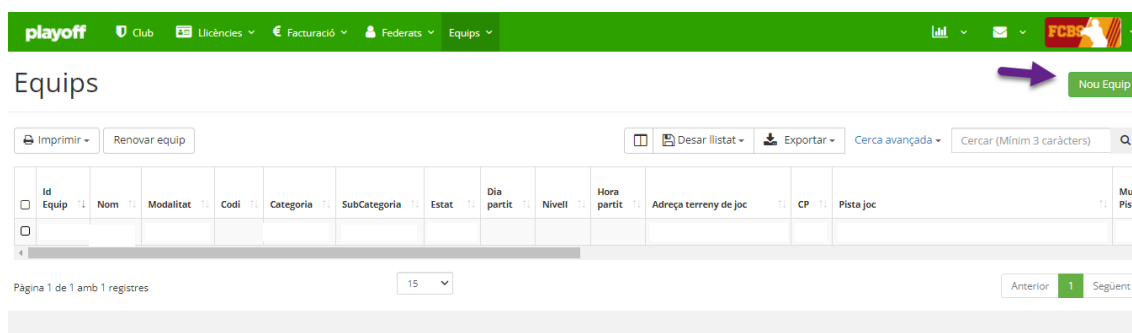 playoff Club Llicències € Facturació Federats Equips FCBS
Equips
Nou Equip
Imprimir Renovar equip Desar llistat Exportar Cerca avançada Cercar (Mínim 3 caràcters)
Id Equip Nom Modalitat Codi Categoria SubCategoria Estat Dia partit Nivell Hora partit Adreça terreny de joc CP Pista joc Mu Pis
Pàgina 1 de 1 amb 1 registres 15 Anterior 1 Següent